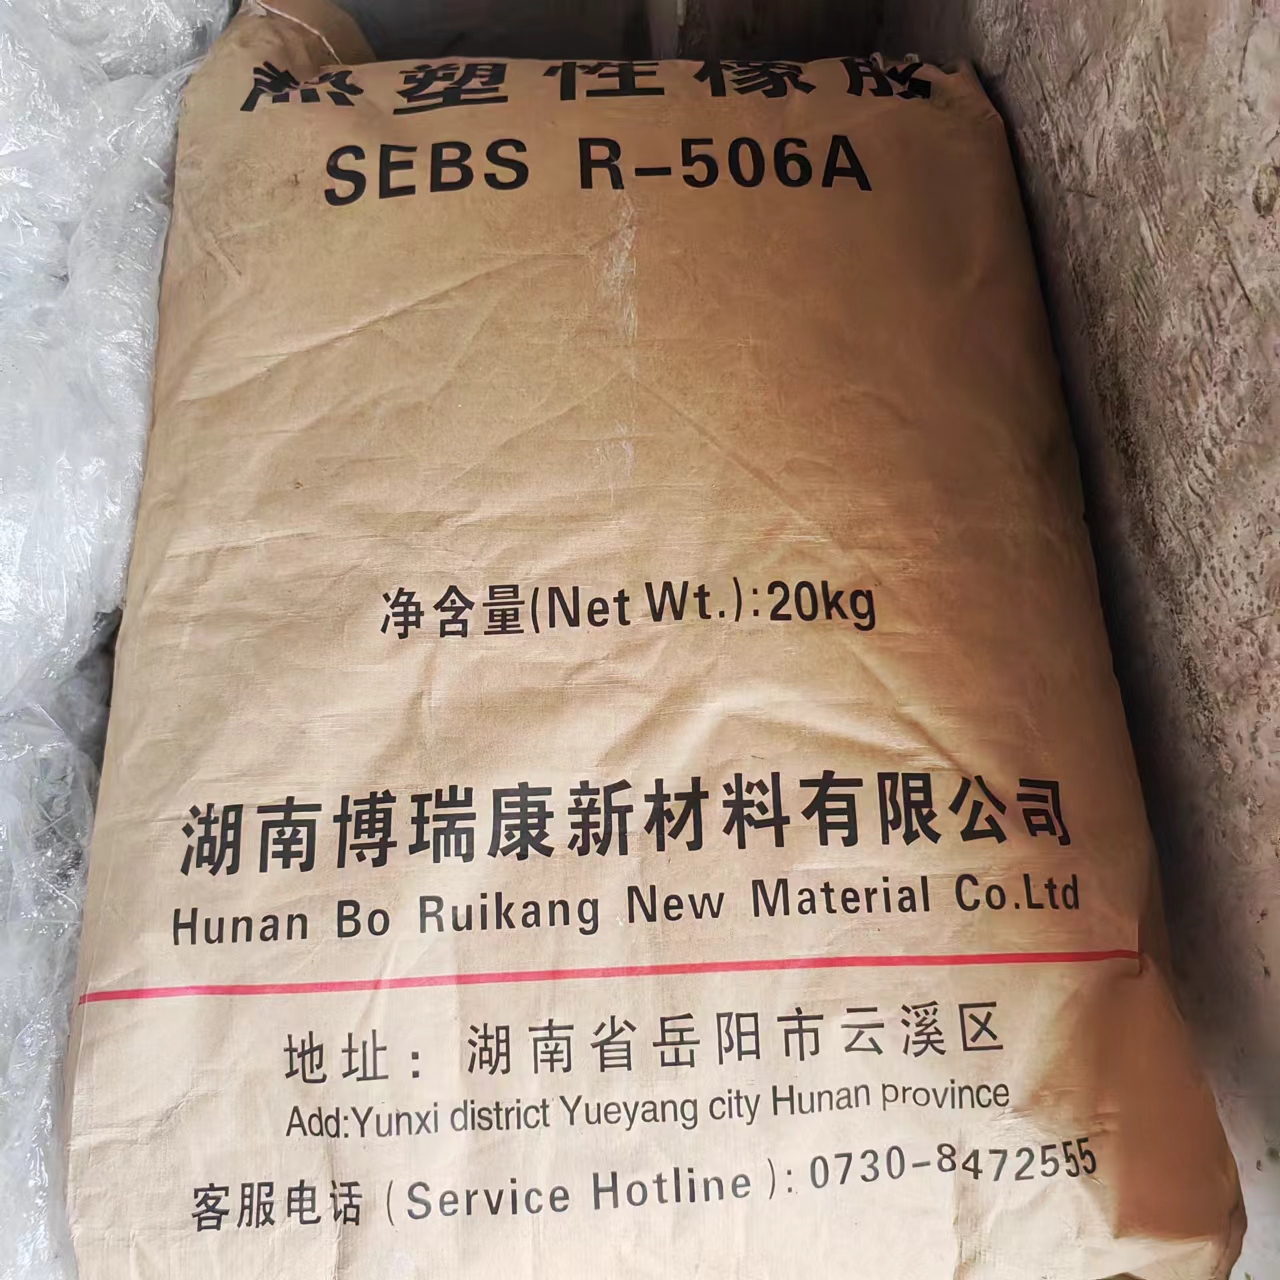 热塑性橡胶
SEBS R-506A
净含量(Net Wt.):20kg
湖南博瑞康新材料有限公司
Hunan Bo Ruikang New Material Co.Ltd
地址：湖南省岳阳市云溪区
Add:Yunxi district Yueyang city Hunan province
客服电话(Service Hotline):0730-8472555